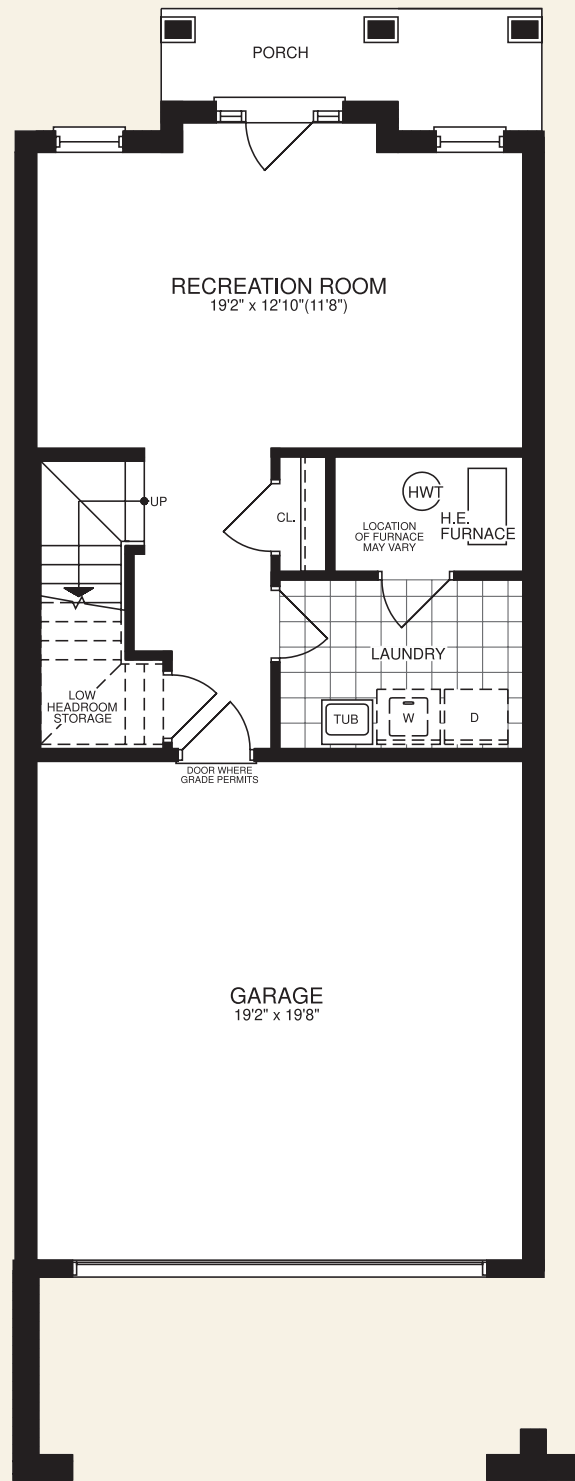 PORCH
RECREATION ROOM
19'2" x 12'10"(11'8")
UP
CL.
HWT
H.E.
FURNACE
LOCATION
OF FURNACE
MAY VARY
LAUNDRY
LOW
HEADROOM
STORAGE
TUB
W
D
DOOR WHERE
GRADE PERMITS
GARAGE
19'2" x 19'8"